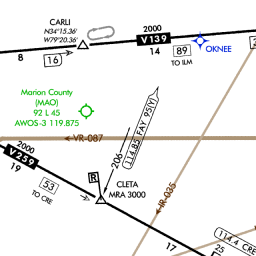 CARLI
N34°15.36'
W79°20.36'
2000
V139
8
16
14
89
TO ILM
OKNEE
Marion County
(MAO)
92 L 45
AWOS-3 119.875
VR-087
2000
V259
19
206
114.85 FAY 95(Y)
R
CLETA
MRA 3000
53
TO CRE
IR-035
17
25
114.4 CRE